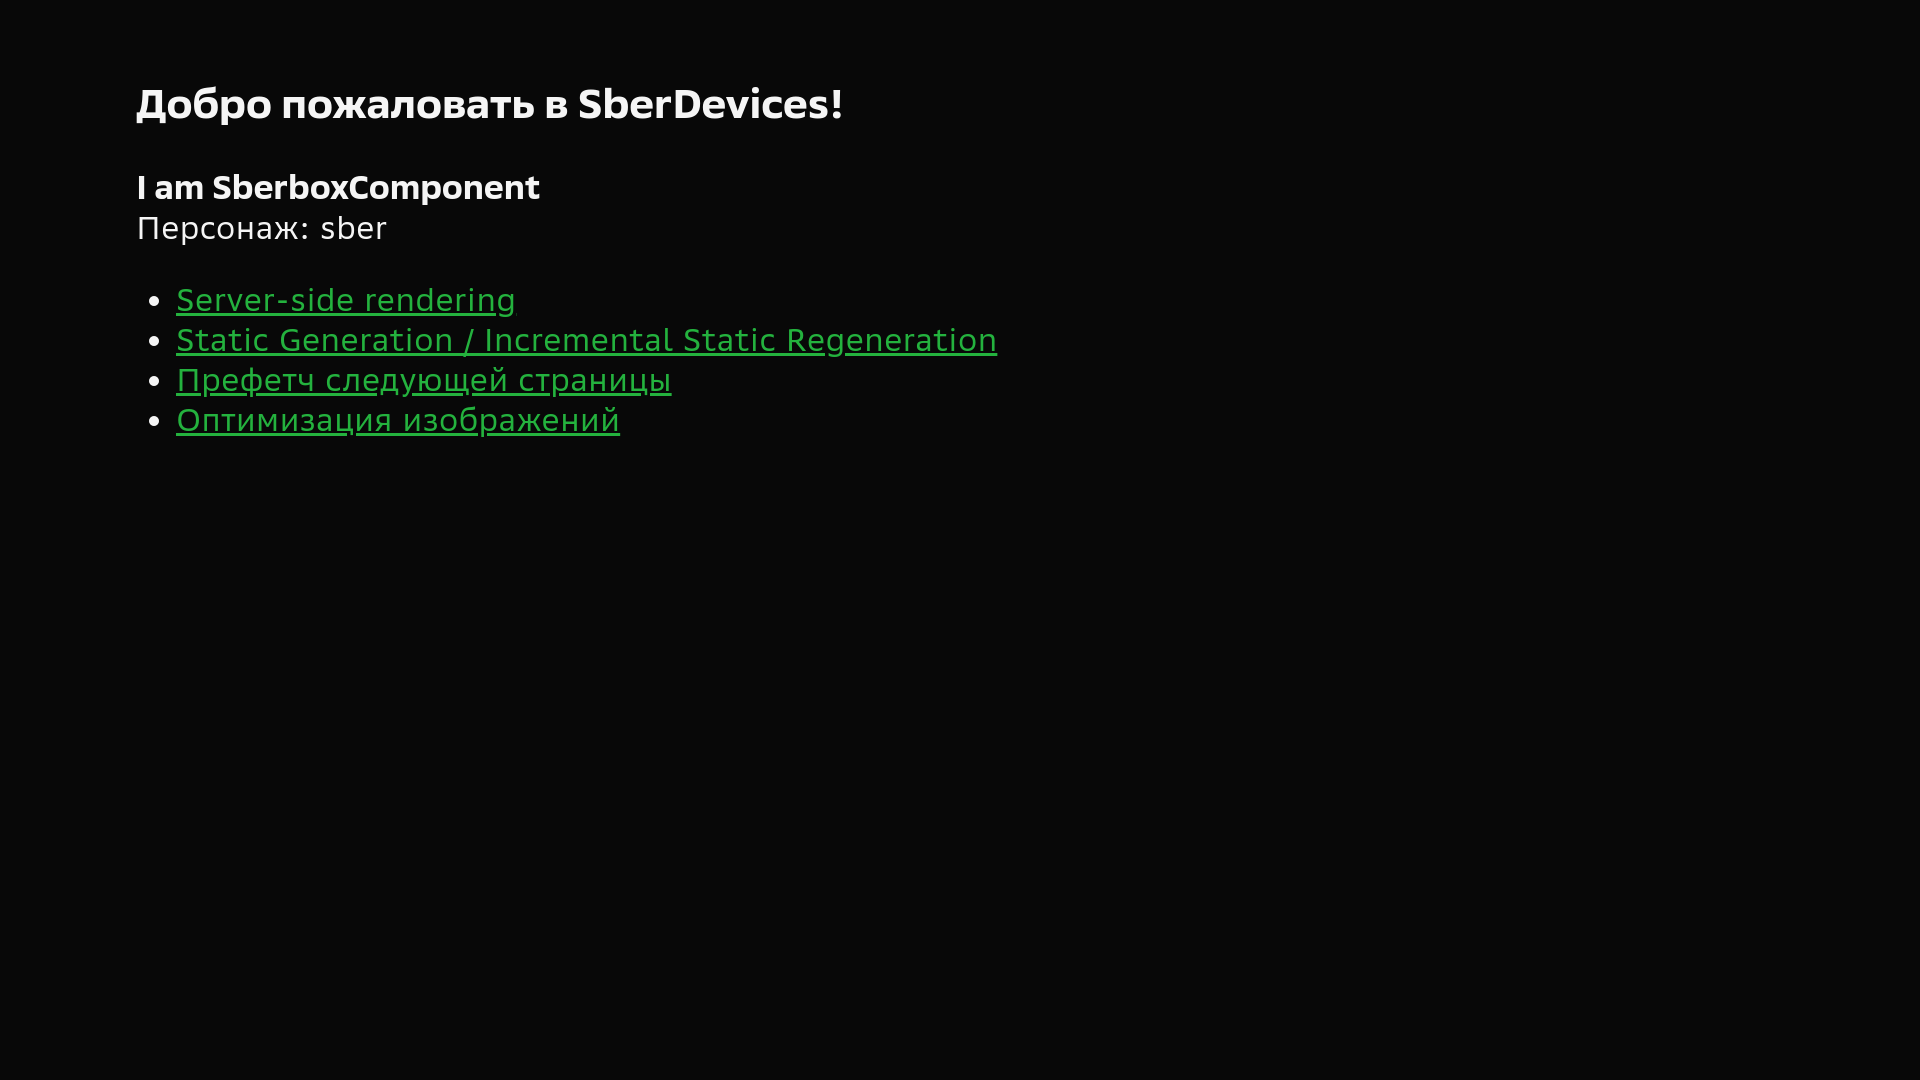 Добро пожаловать в SberDevices!
I am SberboxComponent
Персонаж: sber
Server-side rendering
Static Generation / Incremental Static Regeneration
Префетч следующей страницы
Оптимизация изображений